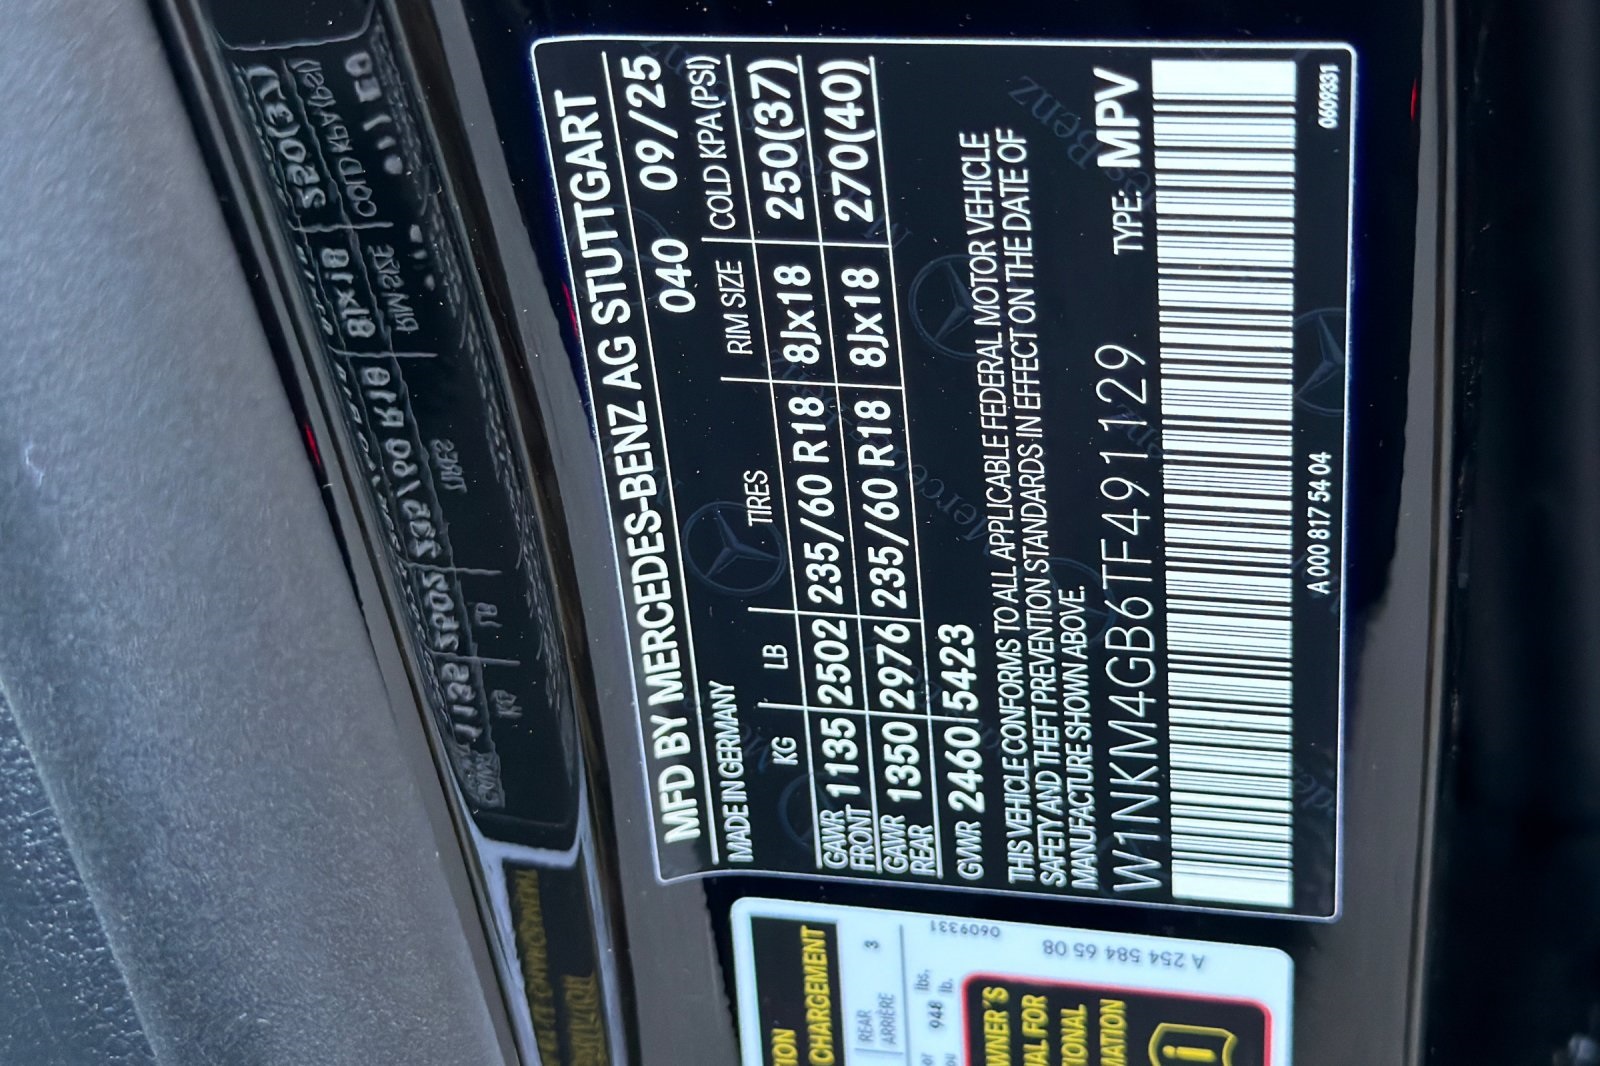 MFD BY MERCEDES-BENZ AG STUTTGART
MADE IN GERMANY 040 09/25
KG LB TIRES RIM SIZE COLD KPA (PSI)
GAWR FRONT 1135 2502 235/60 R18 8Jx18 250(37)
GAWR REAR 1350 2976 235/60 R18 8Jx18 270(40)
GVWR 2460 5423
THIS VEHICLE CONFORMS TO ALL APPLICABLE FEDERAL MOTOR VEHICLE
SAFETY AND THEFT PREVENTION STANDARDS IN EFFECT ON THE DATE OF
MANUFACTURE SHOWN ABOVE.
W1NKM4GB6TF491129 TYPE: MPV
A 000 817 54 04 0609331
CHARGEMENT
REAR 3
ARRIÈRE
948 lbs.
lb.
0609331
A 254 584 65 08